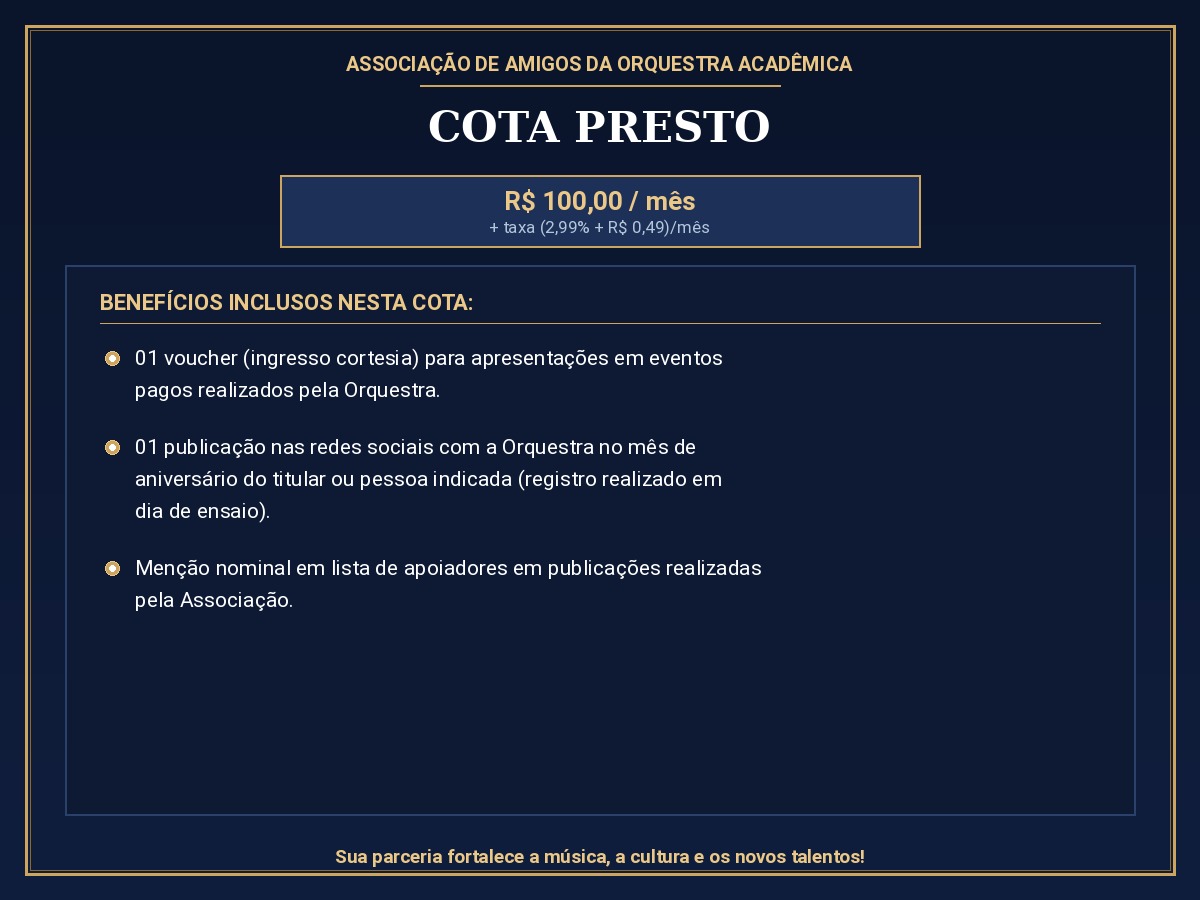 ASSOCIAÇÃO DE AMIGOS DA ORQUESTRA ACADÊMICA
COTA PRESTO
R$ 100,00 / mês
+ taxa (2,99% + R$ 0,49)/mês
BENEFÍCIOS INCLUSOS NESTA COTA:
01 voucher (ingresso cortesia) para apresentações em eventos
pagos realizados pela Orquestra.
01 publicação nas redes sociais com a Orquestra no mês de
aniversário do titular ou pessoa indicada (registro realizado em
dia de ensaio).
Menção nominal em lista de apoiadores em publicações realizadas
pela Associação.
Sua parceria fortalece a música, a cultura e os novos talentos!